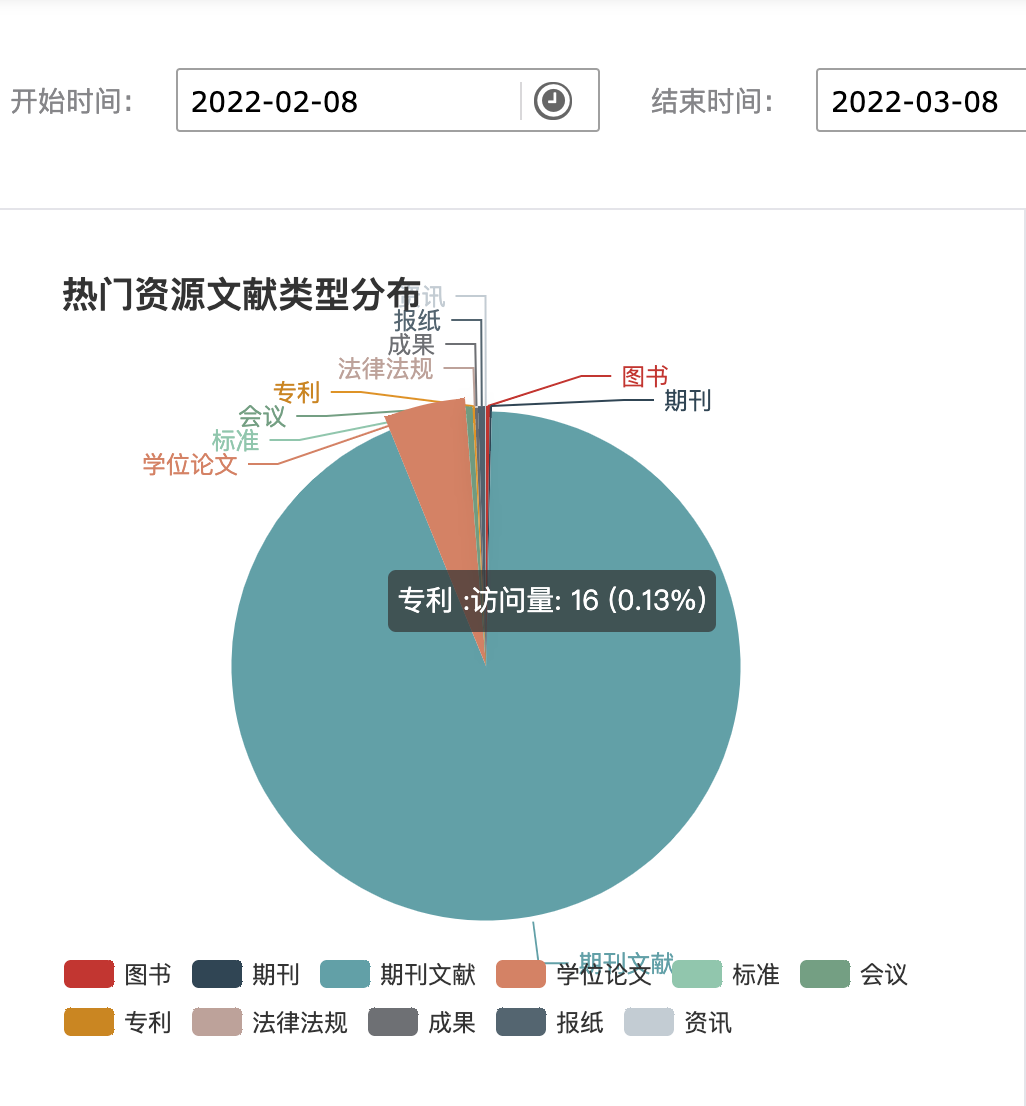 开始时间： 2022-02-08 结束时间： 2022-03-08
热门资源文献类型分布
资讯
报纸
成果
法律法规
图书
专利
期刊
会议
标准
学位论文
专利 :访问量: 16 (0.13%)
期刊文献
图书 期刊 期刊文献 学位论文 标准 会议
专利 法律法规 成果 报纸 资讯